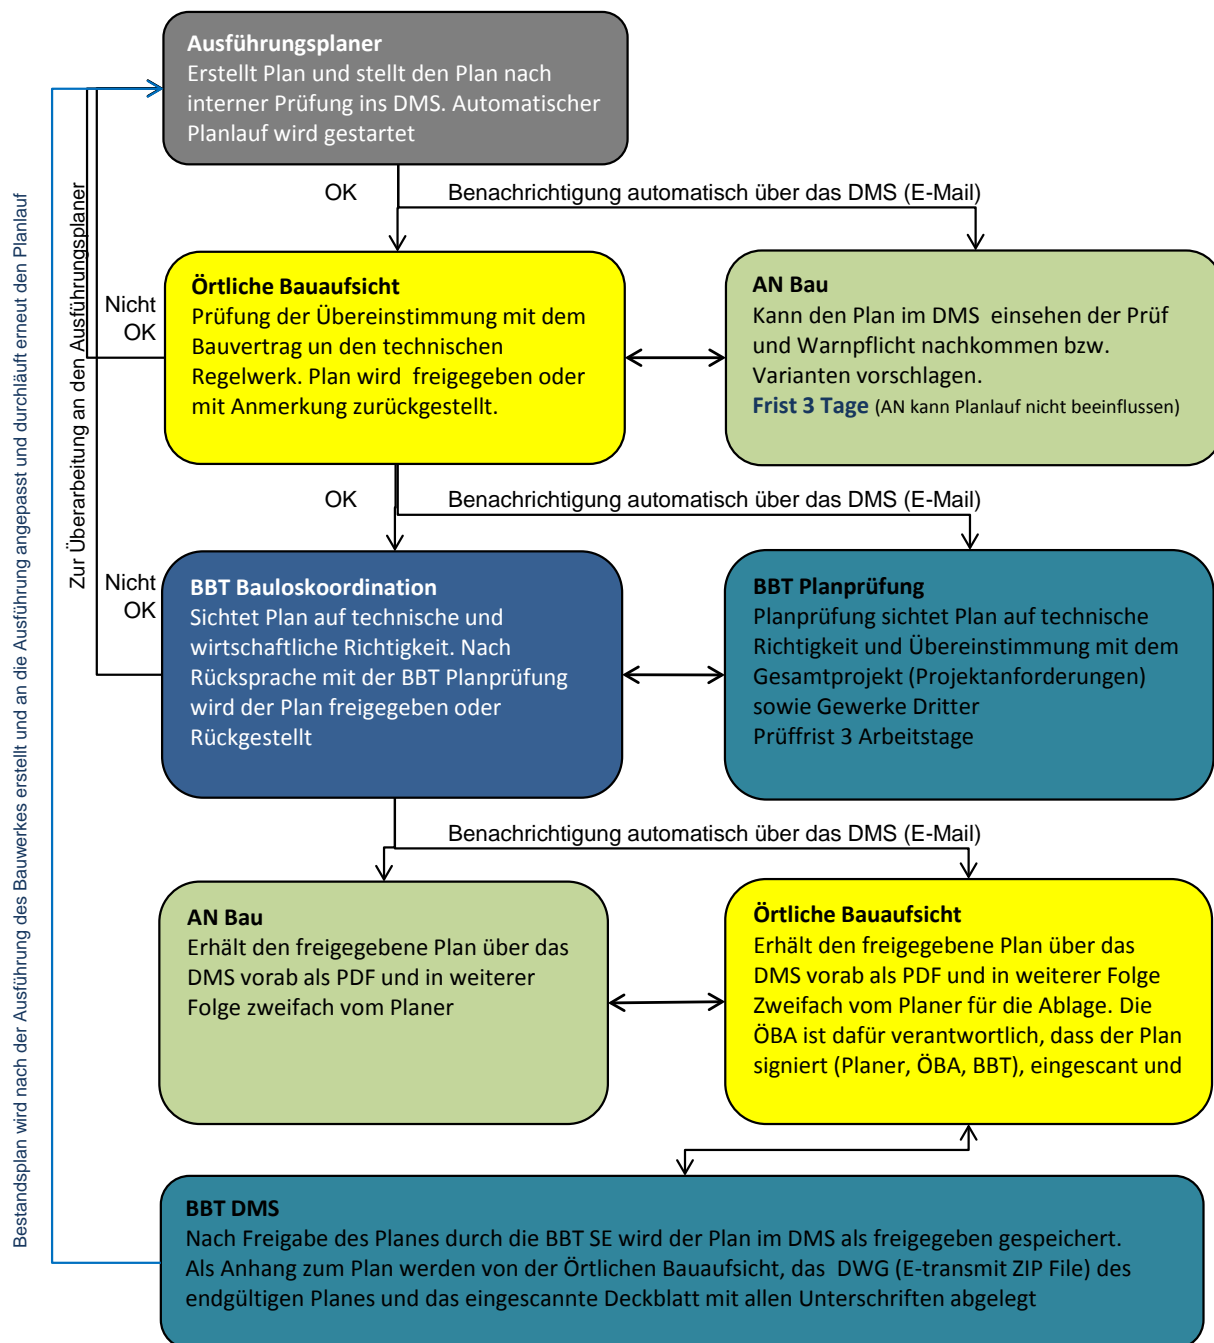 Ausführungsplaner
Erstellt Plan und stellt den Plan nach
interner Prüfung ins DMS. Automatischer
Planlauf wird gestartet
OK
Benachrichtigung automatisch über das DMS (E-Mail)
Örtliche Bauaufsicht
Prüfung der Übereinstimmung mit dem
Bauvertrag un den technischen
Regelwerk. Plan wird freigegeben oder
mit Anmerkung zurückgestellt.
AN Bau
Kann den Plan im DMS einsehen der Prüf
und Warnpflicht nachkommen bzw.
Varianten vorschlagen.
Frist 3 Tage (AN kann Planlauf nicht beeinflussen)
Nicht
OK
OK
Benachrichtigung automatisch über das DMS (E-Mail)
BBT Bauloskoordination
Sichtet Plan auf technische und
wirtschaftliche Richtigkeit. Nach
Rücksprache mit der BBT Planprüfung
wird der Plan freigegeben oder
Rückgestellt
BBT Planprüfung
Planprüfung sichtet Plan auf technische
Richtigkeit und Übereinstimmung mit dem
Gesamtprojekt (Projektanforderungen)
sowie Gewerke Dritter
Prüffrist 3 Arbeitstage
Nicht
OK
Benachrichtigung automatisch über das DMS (E-Mail)
AN Bau
Erhält den freigegebene Plan über das
DMS vorab als PDF und in weiterer
Folge zweifach vom Planer
Örtliche Bauaufsicht
Erhält den freigegebene Plan über das
DMS vorab als PDF und in weiterer Folge
Zweifach vom Planer für die Ablage. Die
ÖBA ist dafür verantwortlich, dass der Plan
signiert (Planer, ÖBA, BBT), eingescant und
BBT DMS
Nach Freigabe des Planes durch die BBT SE wird der Plan im DMS als freigegeben gespeichert.
Als Anhang zum Plan werden von der Örtlichen Bauaufsicht, das DWG (E-transmit ZIP File) des
endgültigen Planes und das eingescannte Deckblatt mit allen Unterschriften abgelegt
Zur Überarbeitung an den Ausführungsplaner
Bestandsplan wird nach der Ausführung des Bauwerkes erstellt und an die Ausführung angepasst und durchläuft erneut den Planlauf